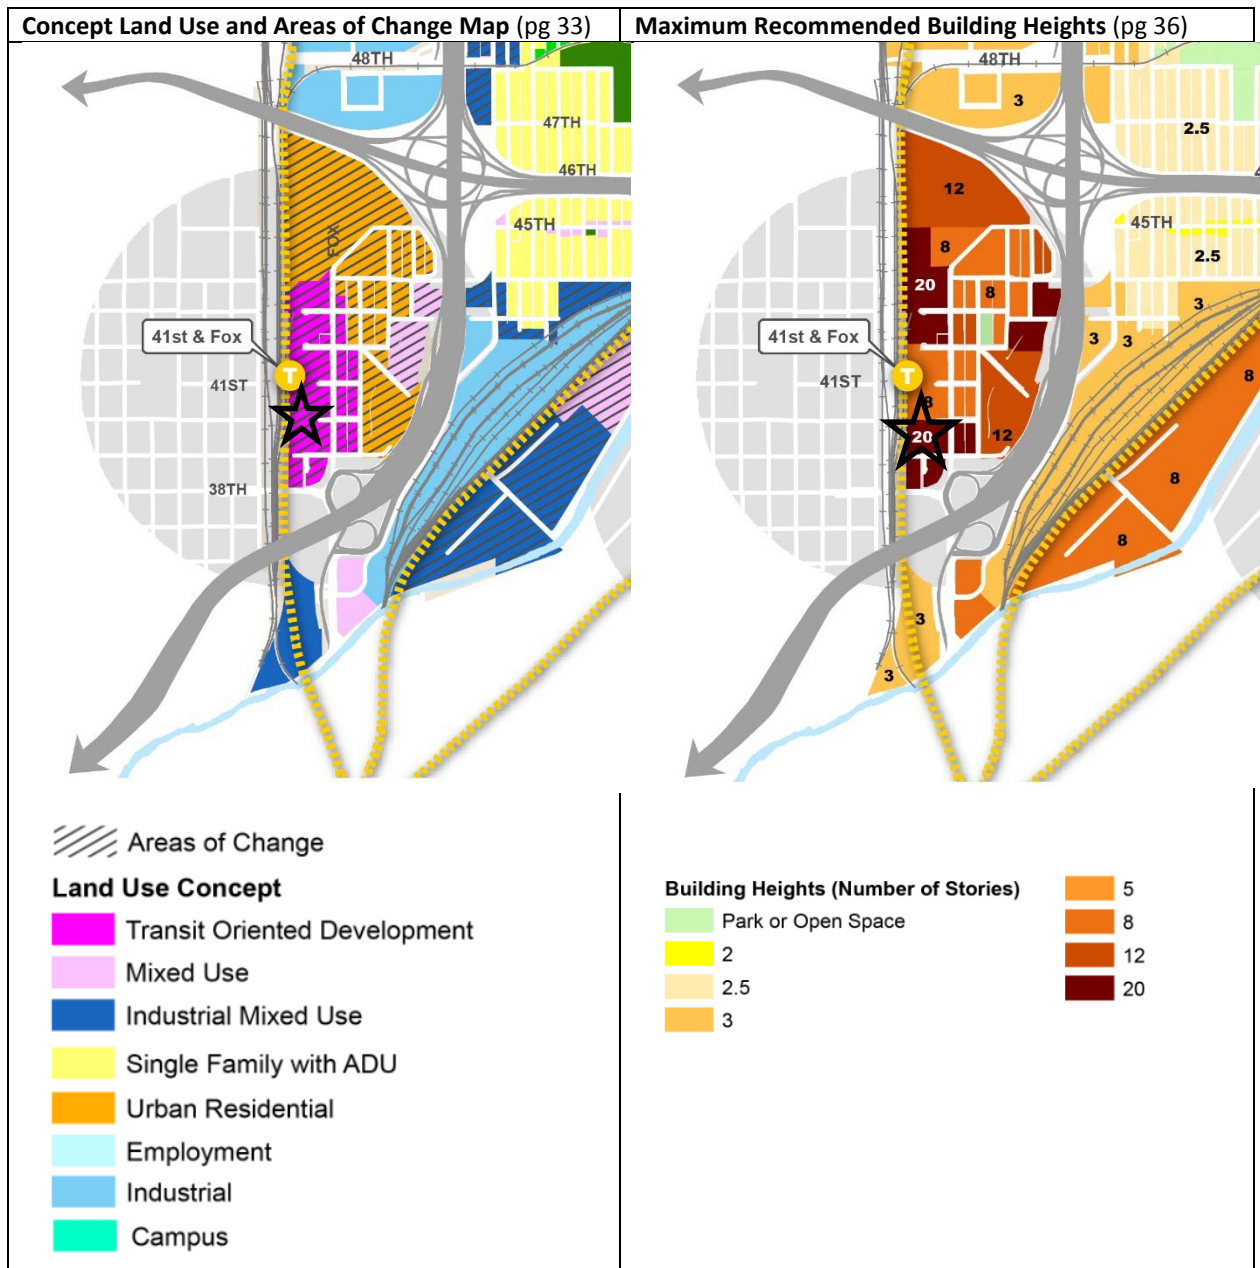 Concept Land Use and Areas of Change Map (pg 33)
48TH
47TH
46TH
45TH
FOX
41st & Fox
T
41ST
38TH
Areas of Change
Land Use Concept
Transit Oriented Development
Mixed Use
Industrial Mixed Use
Single Family with ADU
Urban Residential
Employment
Industrial
Campus
Maximum Recommended Building Heights (pg 36)
48TH
3
2.5
12
45TH
8
2.5
20
8
3
3
3
41st & Fox
T
41ST
8
8
20
12
8
8
3
3
Building Heights (Number of Stories)
Park or Open Space
2
2.5
3
5
8
12
20